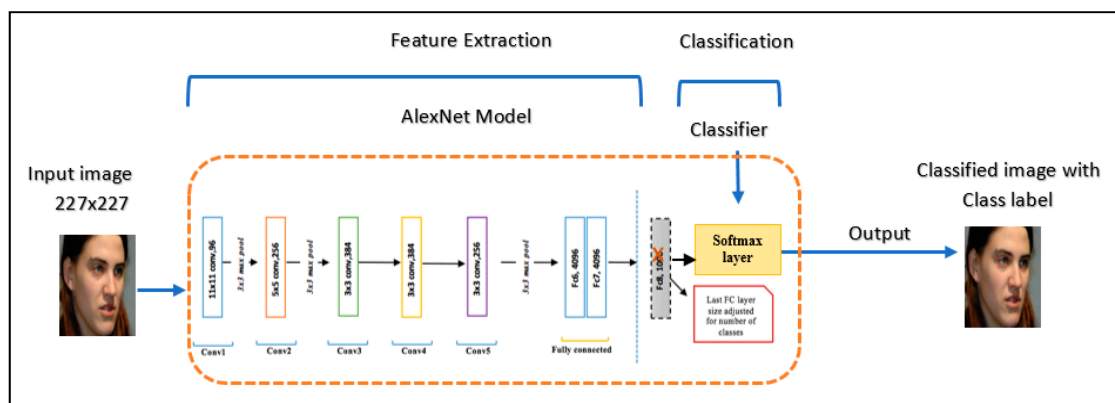 Feature Extraction
Classification
AlexNet Model
Classifier
Input image
227x227
Classified image with
Class label
11x11 conv,96
3x3 max pool
5x5 conv,256
3x3 max pool
3x3 conv,384
3x3 conv,384
3x3 conv,256
3x3 max pool
Fc6, 4096
Fc7, 4096
Fc8,
Softmax
layer
Output
Last FC layer
size adjusted
for number of
classes
Conv1
Conv2
Conv3
Conv4
Conv5
Fully connected